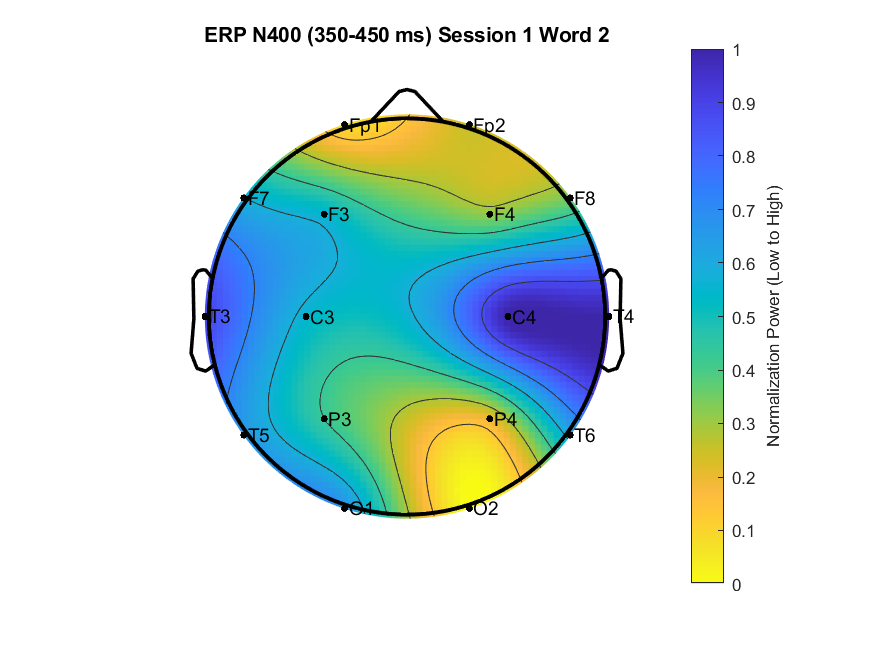 ERP N400 (350-450 ms) Session 1 Word 2
Fp1
Fp2
F7
F3
F4
F8
T3
C3
C4
T4
T5
P3
P4
T6
O1
O2
1
0.9
0.8
0.7
0.6
0.5
0.4
0.3
0.2
0.1
0
Normalization Power (Low to High)